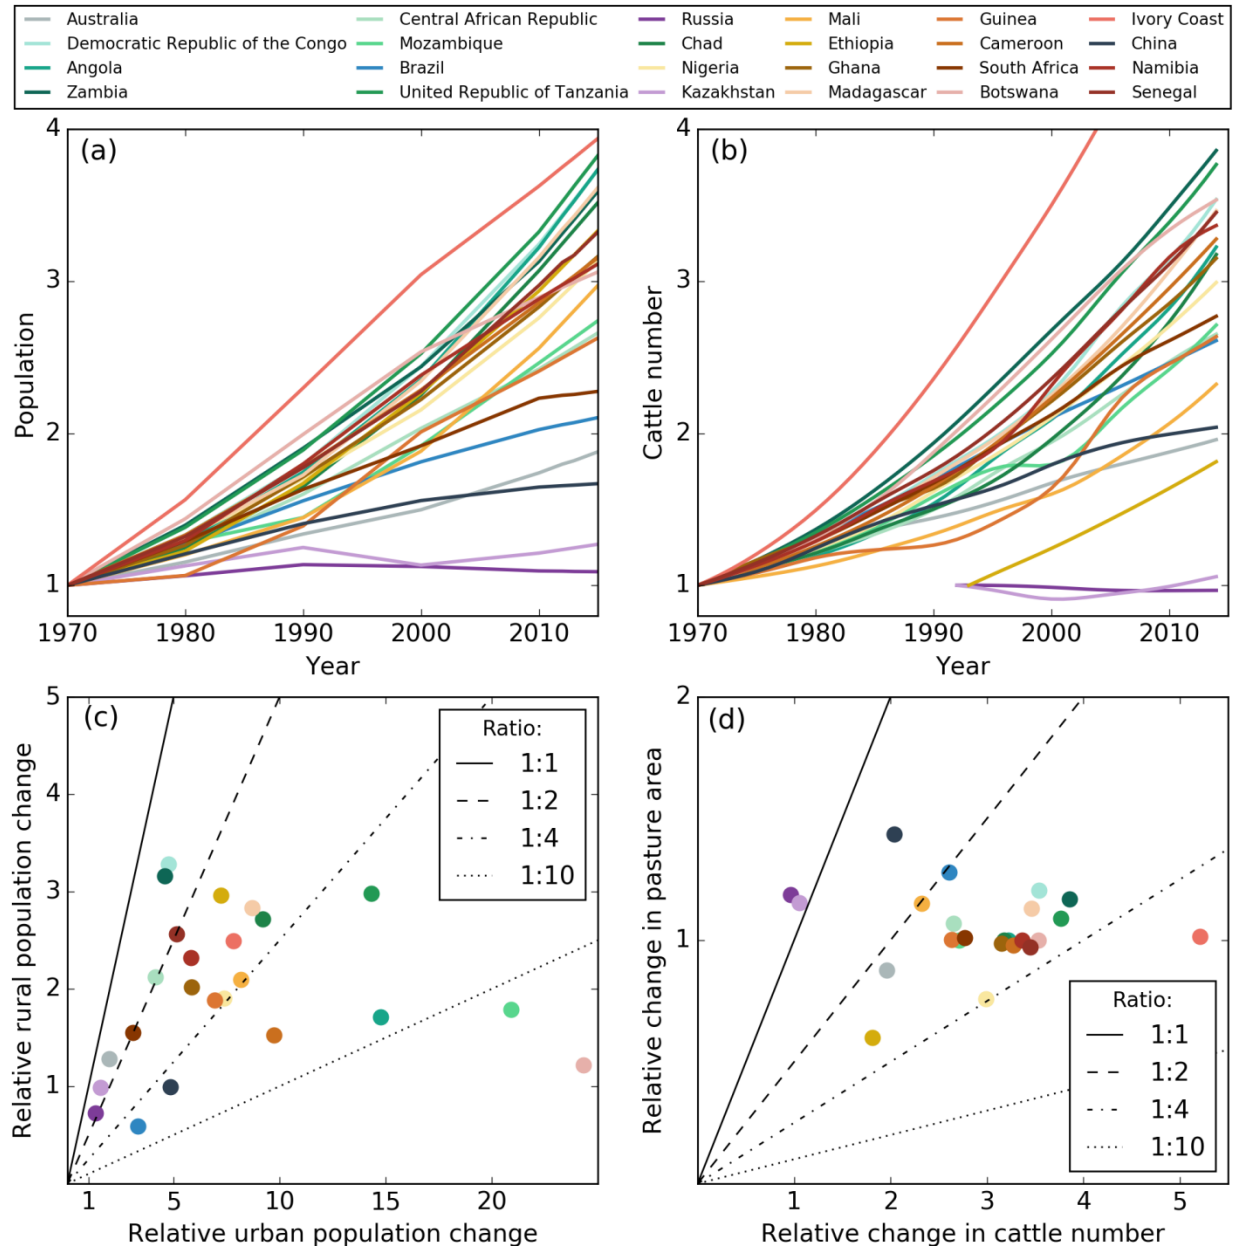 Australia Central African Republic Russia Mali Guinea Ivory Coast
Democratic Republic of the Congo Mozambique Chad Ethiopia Cameroon China
Angola Brazil Nigeria Ghana South Africa Namibia
Zambia United Republic of Tanzania Kazakhstan Madagascar Botswana Senegal
(a)
Population
4
3
2
1
1970 1980 1990 2000 2010
Year
(b)
Cattle number
4
3
2
1
1970 1980 1990 2000 2010
Year
(c)
Relative rural population change
5
4
3
2
1
Ratio:
1:1
1:2
1:4
1:10
1 5 10 15 20
Relative urban population change
(d)
Relative change in pasture area
2
1
Ratio:
1:1
1:2
1:4
1:10
1 2 3 4 5
Relative change in cattle number